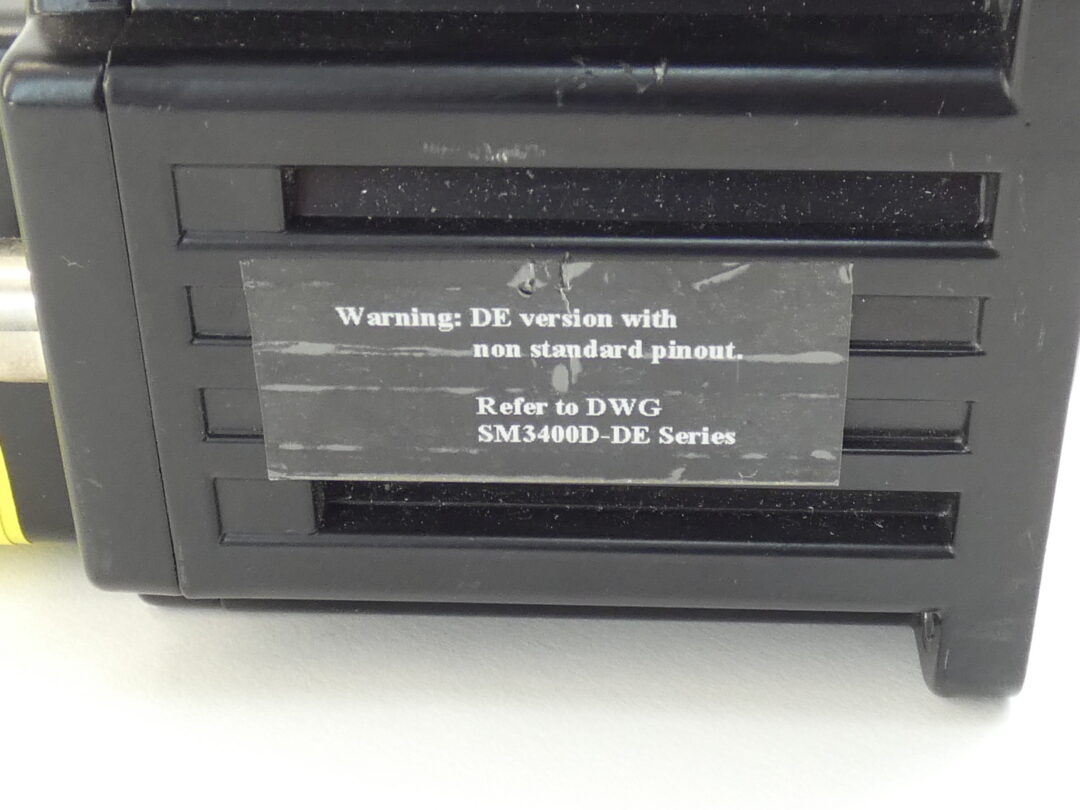 Warning: DE version with
non standard pinout.
Refer to DWG
SM3400D-DE Series